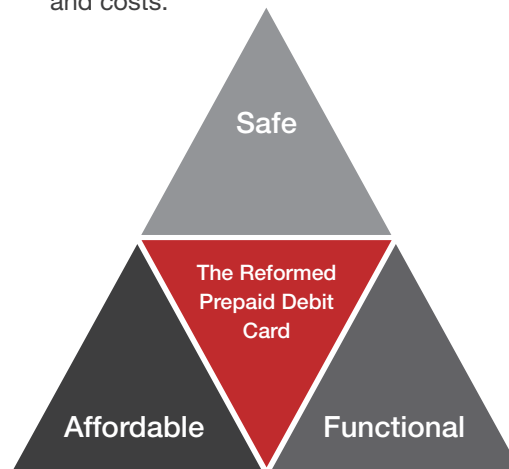 and costs.
Safe
The Reformed
Prepaid Debit
Card
Affordable
Functional